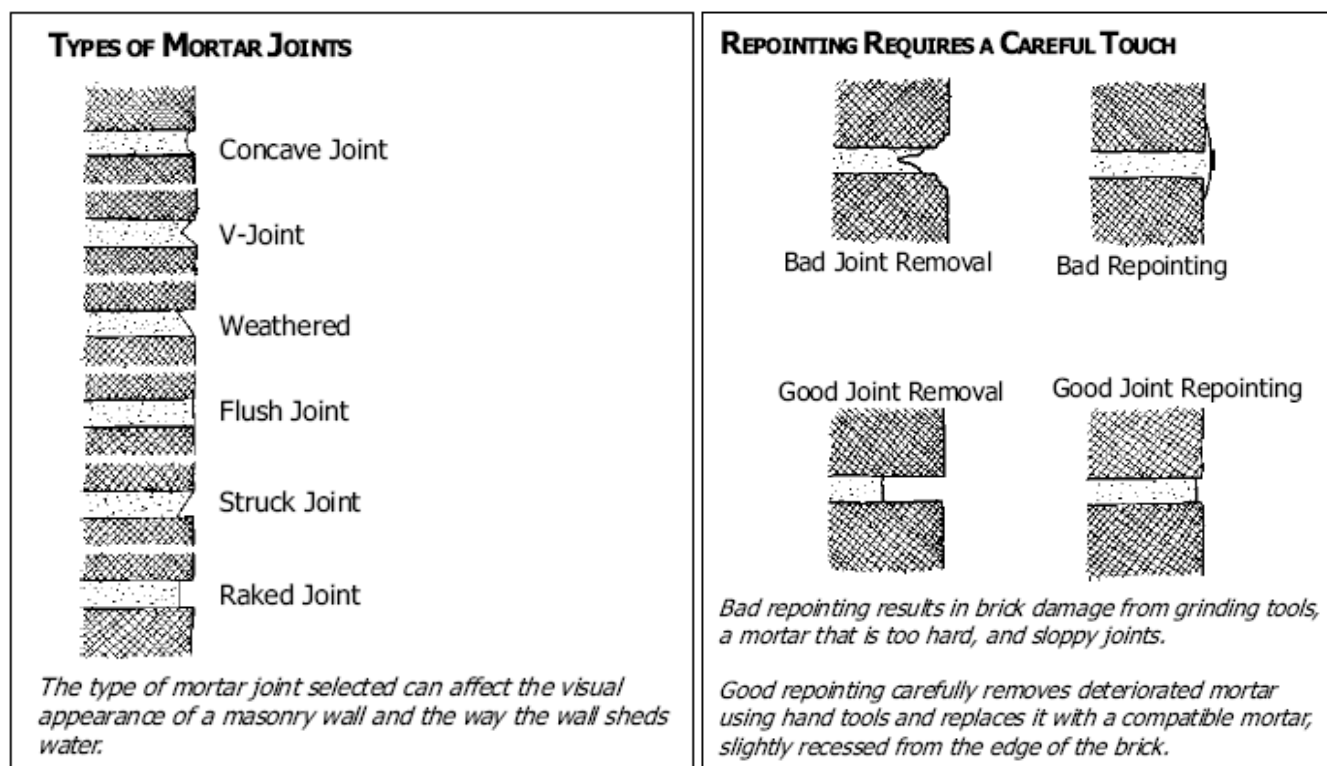 TYPES OF MORTAR JOINTS
Concave Joint
V-Joint
Weathered
Flush Joint
Struck Joint
Raked Joint
The type of mortar joint selected can affect the visual
appearance of a masonry wall and the way the wall sheds
water.
REPOINTING REQUIRES A CAREFUL TOUCH
Bad Joint Removal
Bad Repointing
Good Joint Removal
Good Joint Repointing
Bad repointing results in brick damage from grinding tools,
a mortar that is too hard, and sloppy joints.
Good repointing carefully removes deteriorated mortar
using hand tools and replaces it with a compatible mortar,
slightly recessed from the edge of the brick.